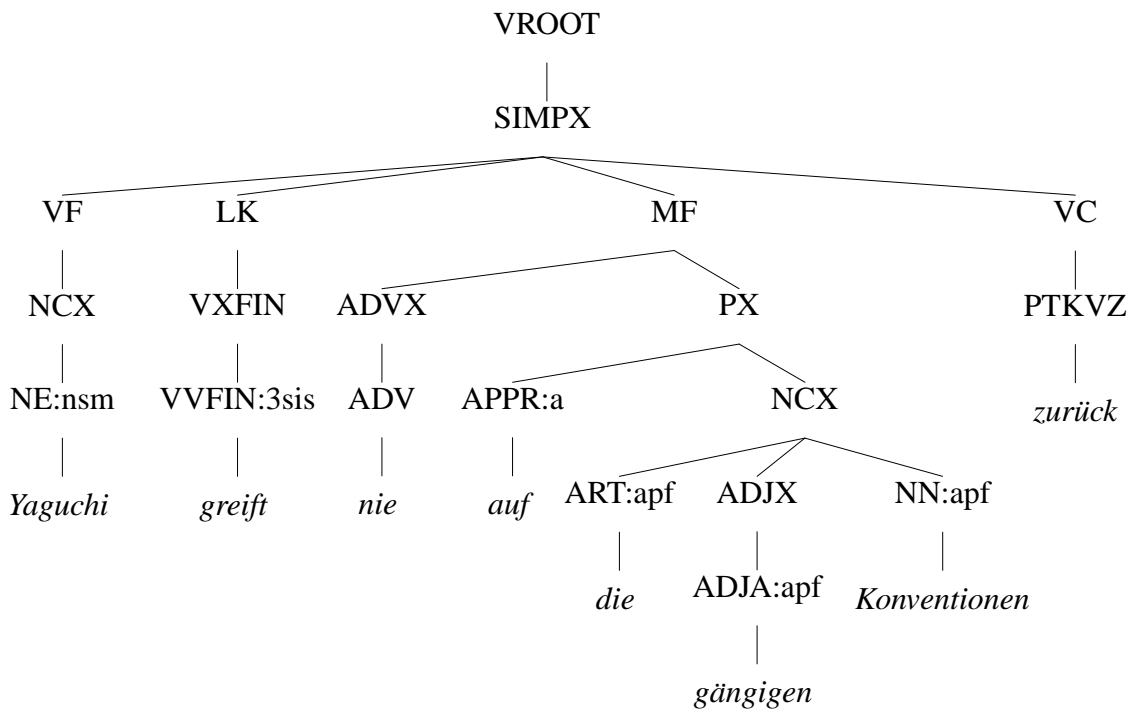 VROOT
SIMPX
VF LK MF VC
NCX VXFIN ADVX PX PTKVZ
NE:nsm VVFIN:3sis ADV APPR:a NCX zurück
Yaguchi greift nie auf ART:apf ADJX NN:apf
die ADJA:apf Konventionen
gängigen